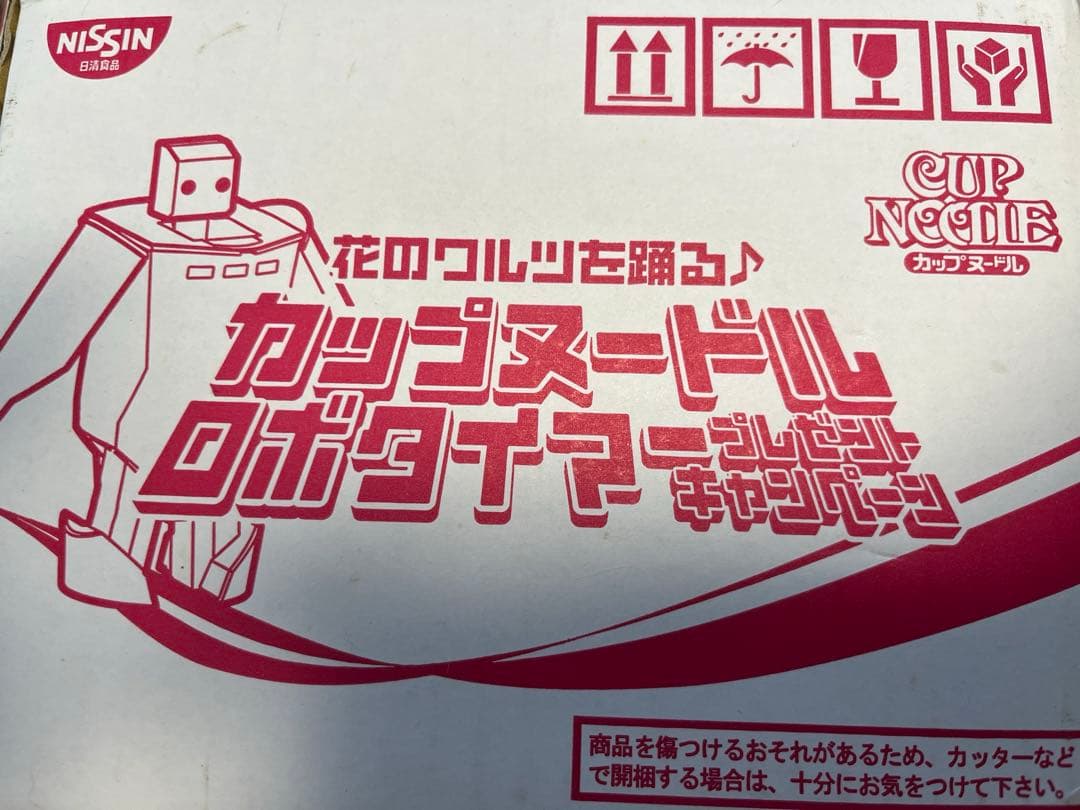 NISSIN
日清食品
CUP
NOODLE
カップヌードル
花のワルツを踊る♪
カップヌードル
ロボタイマープレゼント
キャンペーン
商品を傷つけるおそれがあるため、カッターなど
で開梱する場合は、十分にお気をつけて下さい。